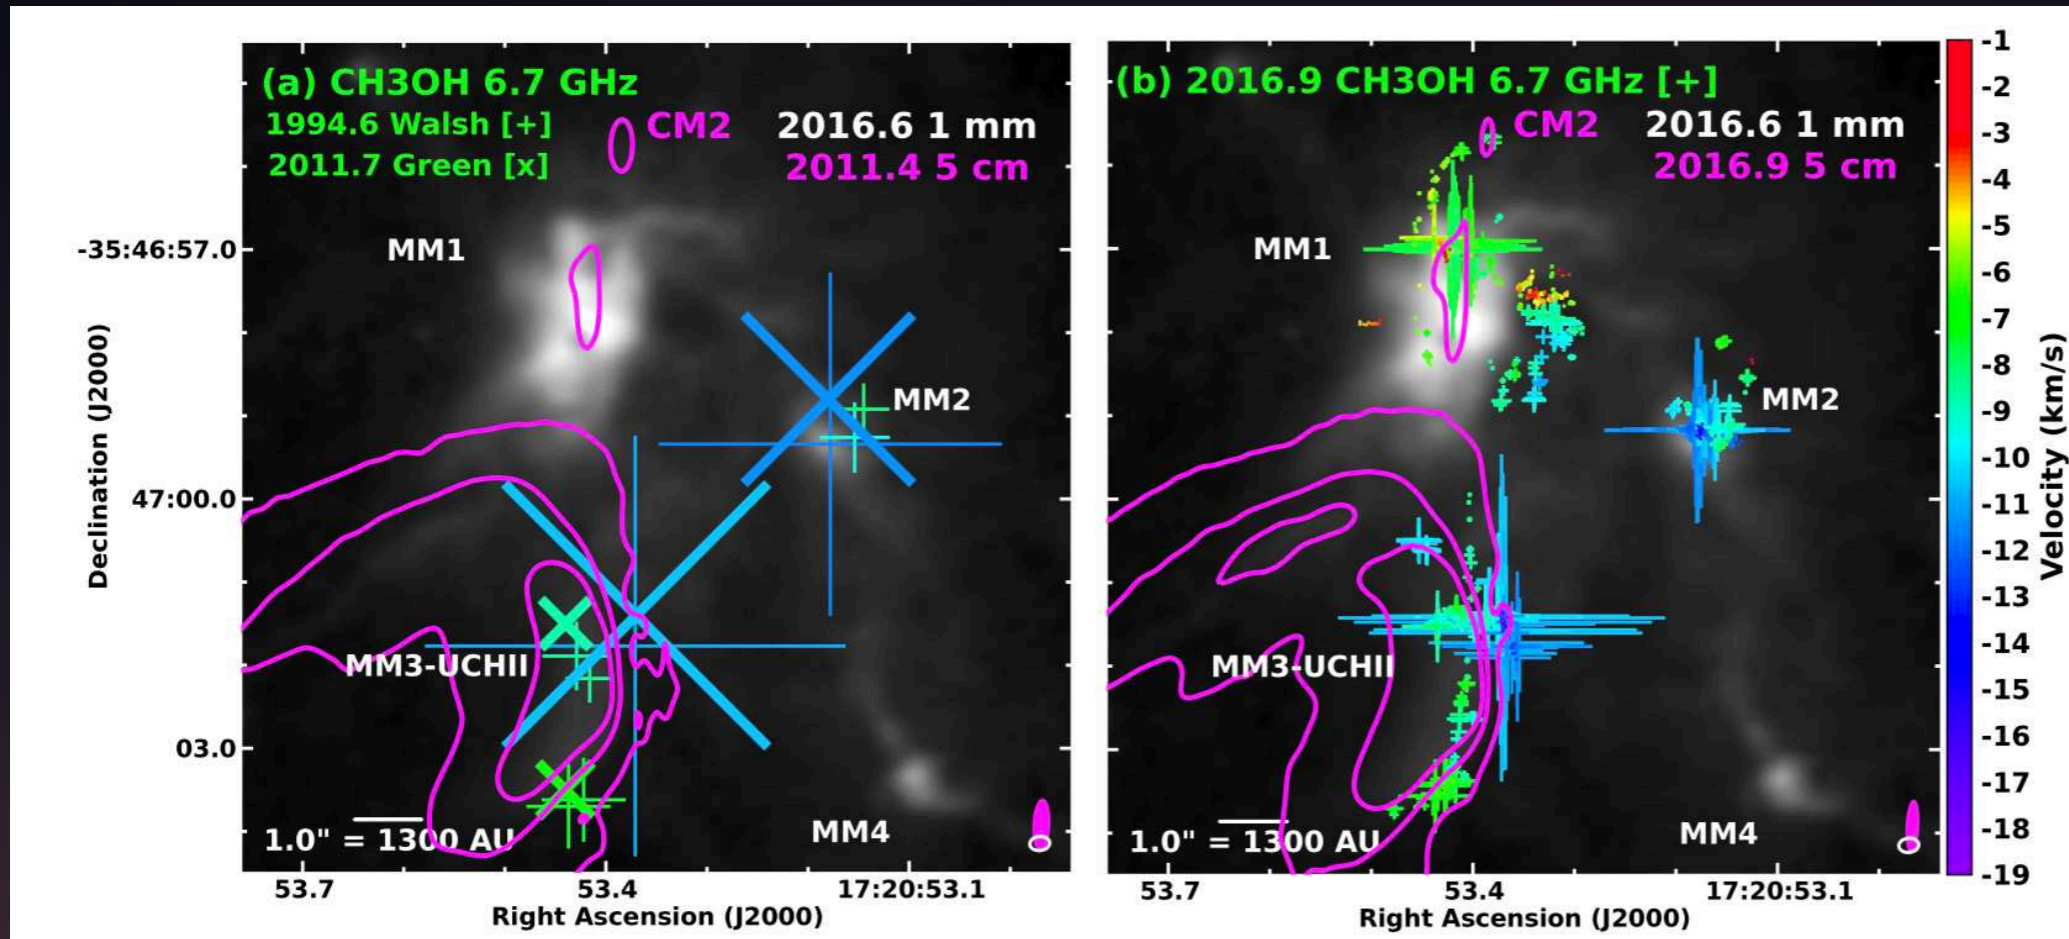 (a) CH3OH 6.7 GHz
1994.6 Walsh [+]
2011.7 Green [x]
CM2
2016.6 1 mm
2011.4 5 cm
MM1
MM2
MM3-UCHII
MM4
1.0" = 1300 AU
-35:46:57.0
47:00.0
03.0
Declination (J2000)
53.7
53.4
17:20:53.1
Right Ascension (J2000)
(b) 2016.9 CH3OH 6.7 GHz [+]
CM2
2016.6 1 mm
2016.9 5 cm
MM1
MM2
MM3-UCHII
MM4
1.0" = 1300 AU
53.7
53.4
17:20:53.1
Right Ascension (J2000)
-1
-2
-3
-4
-5
-6
-7
-8
-9
-10
-11
-12
-13
-14
-15
-16
-17
-18
-19
Velocity (km/s)